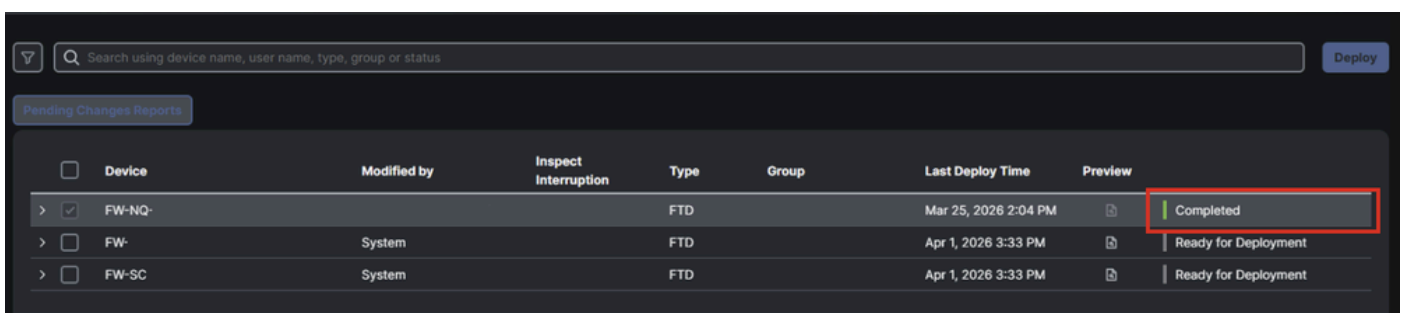 Search using device name, user name, type, group or status
Deploy
Pending Changes Reports
Device Modified by Inspect Interruption Type Group Last Deploy Time Preview
FW-NQ- FTD Mar 25, 2026 2:04 PM Completed
FW- System FTD Apr 1, 2026 3:33 PM Ready for Deployment
FW-SC System FTD Apr 1, 2026 3:33 PM Ready for Deployment